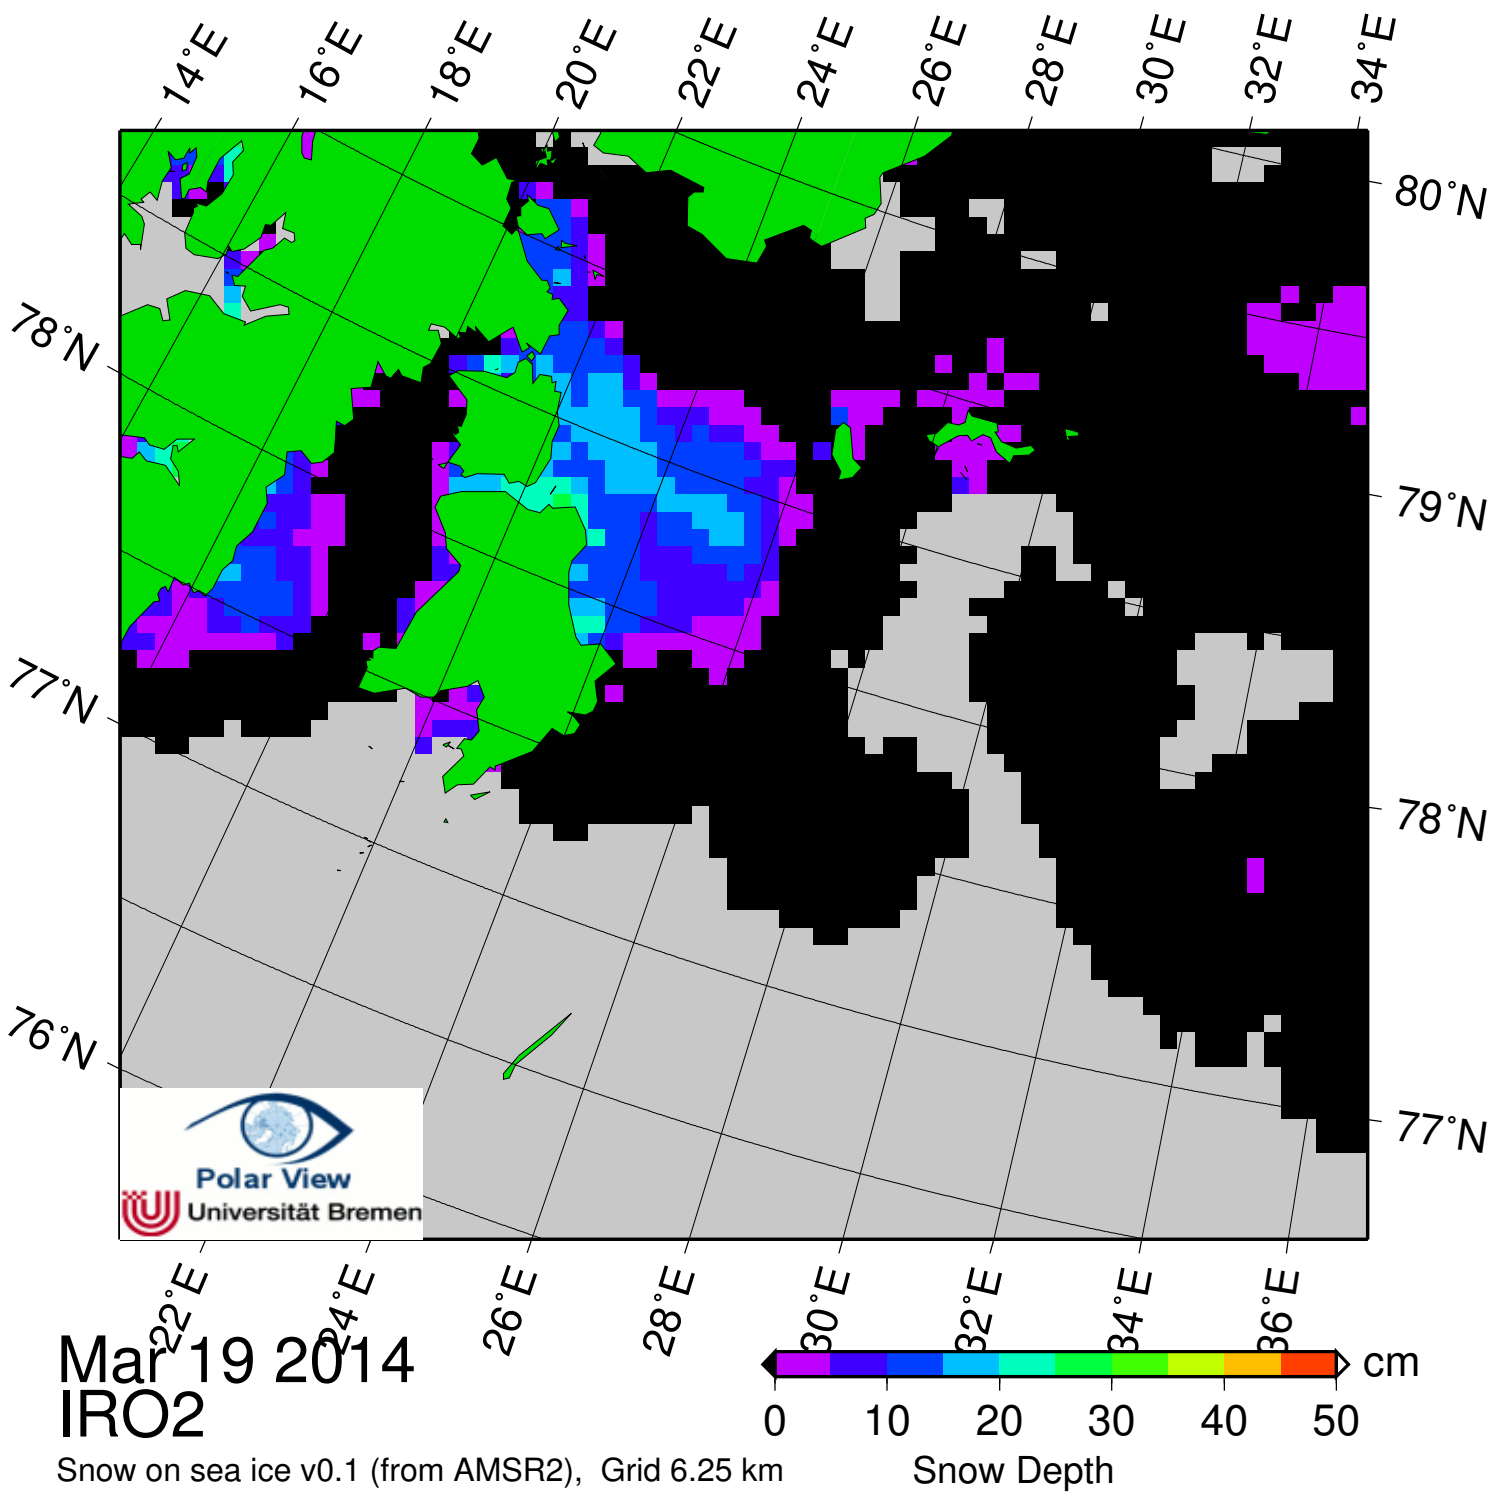 14°E 16°E 18°E 20°E 22°E 24°E 26°E 28°E 30°E 32°E 34°E
80°N
78°N
79°N
77°N
78°N
76°N
77°N
Polar View
Universität Bremen
22°E 24°E 26°E 28°E 30°E 32°E 34°E 36°E
Mar 19 2014
cm
IRO2
0 10 20 30 40 50
Snow on sea ice v0.1 (from AMSR2), Grid 6.25 km
Snow Depth